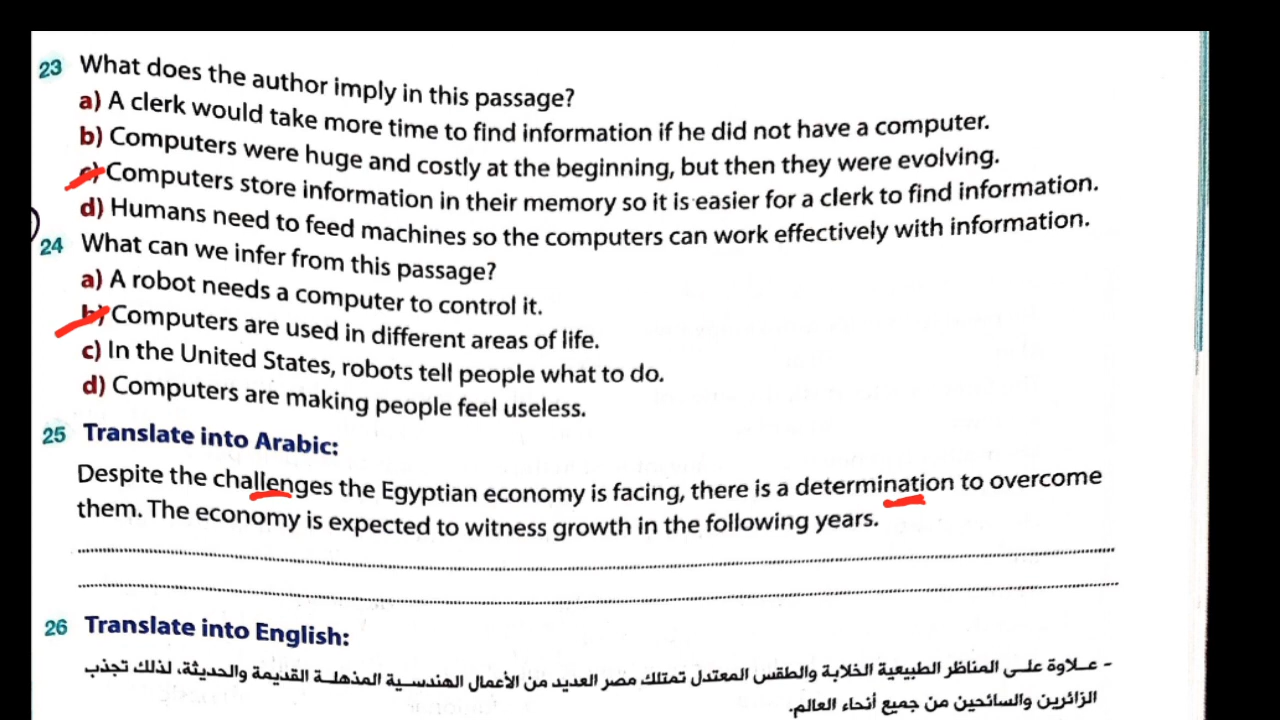 23 What does the author imply in this passage?
a) A clerk would take more time to find information if he did not have a computer.
b) Computers were huge and costly at the beginning, but then they were evolving.
c) Computers store information in their memory so it is easier for a clerk to find information.
d) Humans need to feed machines so the computers can work effectively with information.
24 What can we infer from this passage?
a) A robot needs a computer to control it.
b) Computers are used in different areas of life.
c) In the United States, robots tell people what to do.
d) Computers are making people feel useless.
25 Translate into Arabic:
Despite the challenges the Egyptian economy is facing, there is a determination to overcome
them. The economy is expected to witness growth in the following years.
26 Translate into English:
- علاوة على المناظر الطبيعية الخلابة والطقس المعتدل تمتلك مصر العديد من الأعمال الهندسية المذهلة القديمة والحديثة، لذلك تجذب
الزائرين والسائحين من جميع أنحاء العالم.